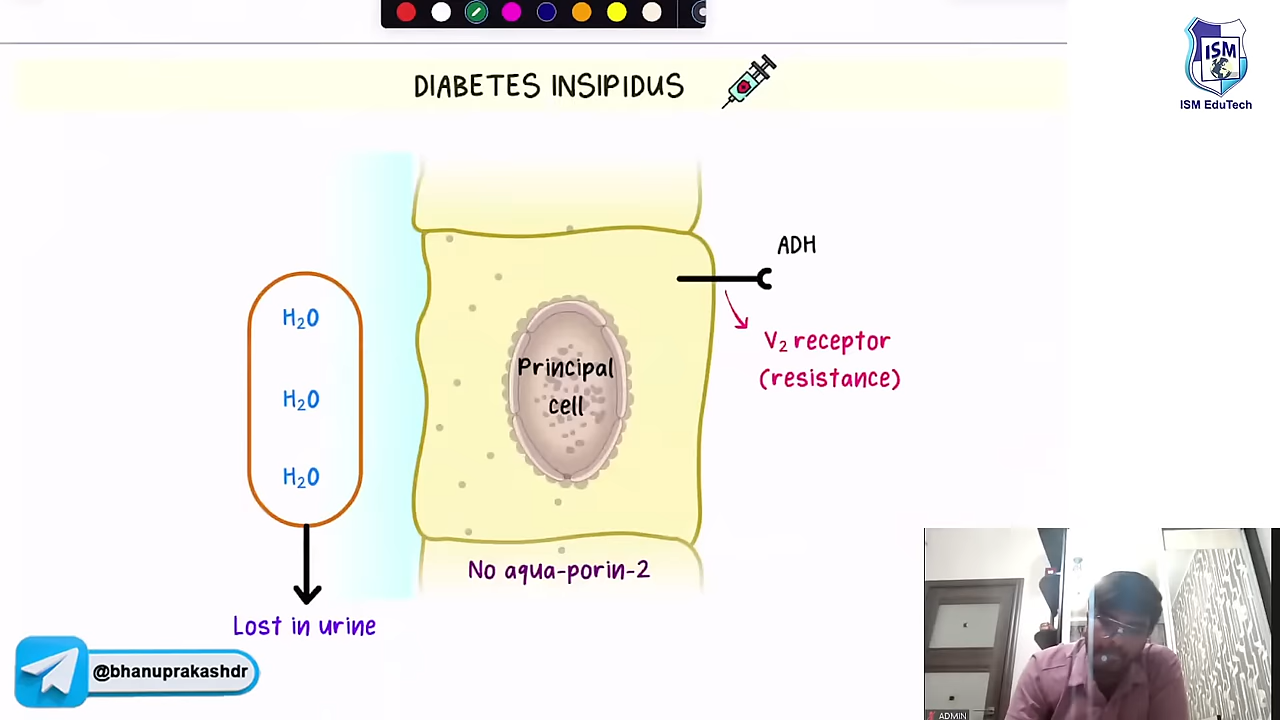 ISM
ISM EduTech
DIABETES INSIPIDUS
ADH
V₂ receptor
(resistance)
H₂O
H₂O
H₂O
Principal
cell
No aqua-porin-2
Lost in urine
@bhanuprakashdr
ADMIN